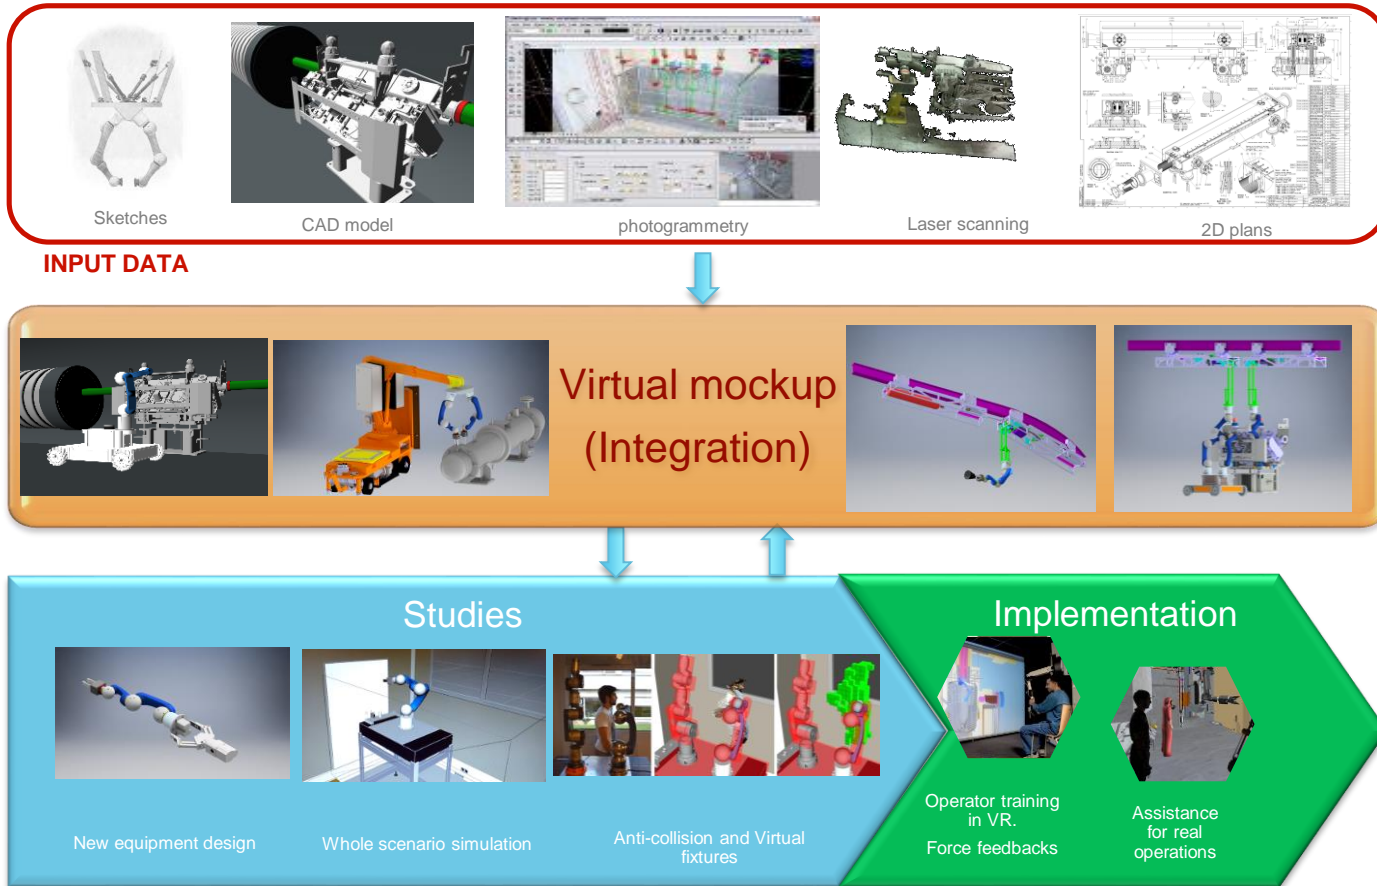 Sketches
CAD model
photogrammetry
Laser scanning
2D plans
INPUT DATA
Virtual mockup
(Integration)
Studies
Implementation
New equipment design
Whole scenario simulation
Anti-collision and Virtual
fixtures
Operator training
in VR.
Force feedbacks
Assistance
for real
operations